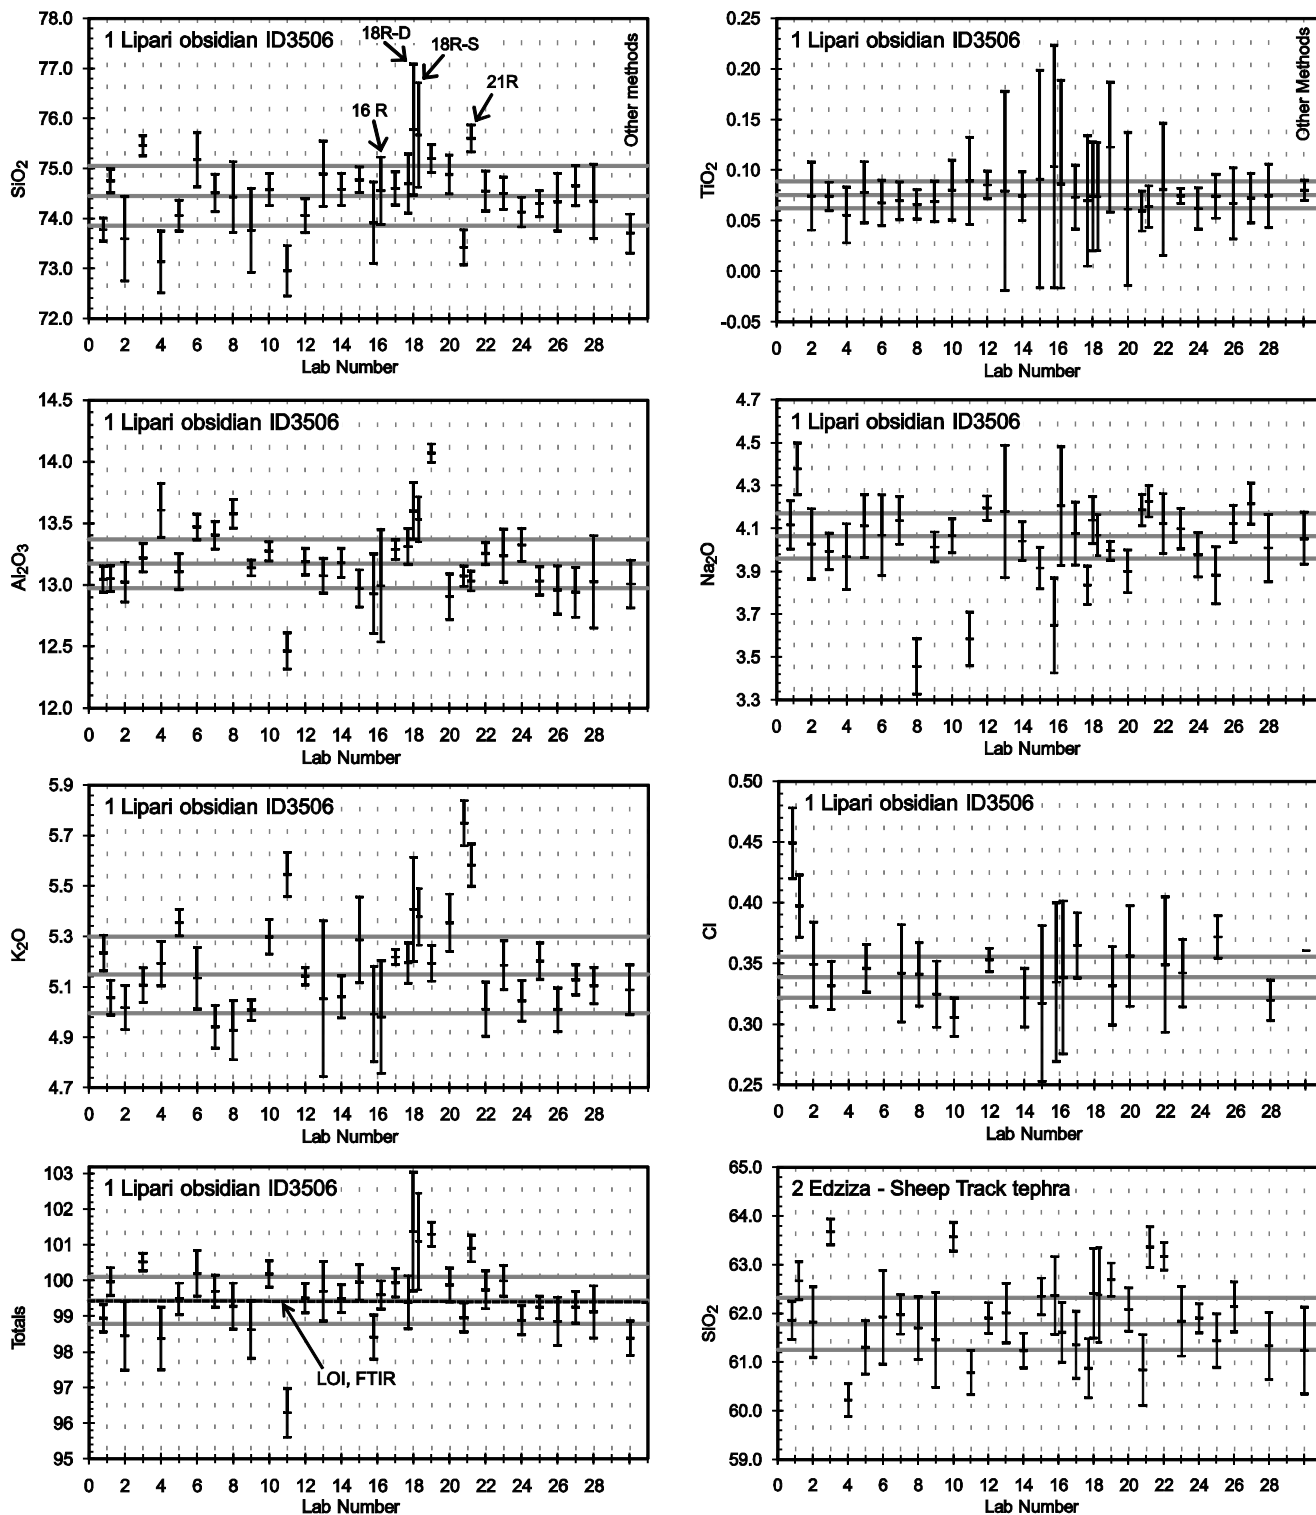 1 Lipari obsidian ID3506
18R-D
18R-S
16 R
21R
Other methods
SiO2
78.0
77.0
76.0
75.0
74.0
73.0
72.0
0 2 4 6 8 10 12 14 16 18 20 22 24 26 28
Lab Number
1 Lipari obsidian ID3506
Other Methods
TiO2
0.25
0.20
0.15
0.10
0.05
0.00
-0.05
0 2 4 6 8 10 12 14 16 18 20 22 24 26 28
Lab Number
1 Lipari obsidian ID3506
Al2O3
14.5
14.0
13.5
13.0
12.5
12.0
0 2 4 6 8 10 12 14 16 18 20 22 24 26 28
Lab Number
1 Lipari obsidian ID3506
Na2O
4.7
4.5
4.3
4.1
3.9
3.7
3.5
3.3
0 2 4 6 8 10 12 14 16 18 20 22 24 26 28
Lab Number
1 Lipari obsidian ID3506
K2O
5.9
5.7
5.5
5.3
5.1
4.9
4.7
0 2 4 6 8 10 12 14 16 18 20 22 24 26 28
Lab Number
1 Lipari obsidian ID3506
Cl
0.50
0.45
0.40
0.35
0.30
0.25
0 2 4 6 8 10 12 14 16 18 20 22 24 26 28
Lab Number
1 Lipari obsidian ID3506
Totals
103
102
101
100
99
98
97
96
95
LOI, FTIR
0 2 4 6 8 10 12 14 16 18 20 22 24 26 28
Lab Number
2 Edziza - Sheep Track tephra
SiO2
65.0
64.0
63.0
62.0
61.0
60.0
59.0
0 2 4 6 8 10 12 14 16 18 20 22 24 26 28
Lab Number